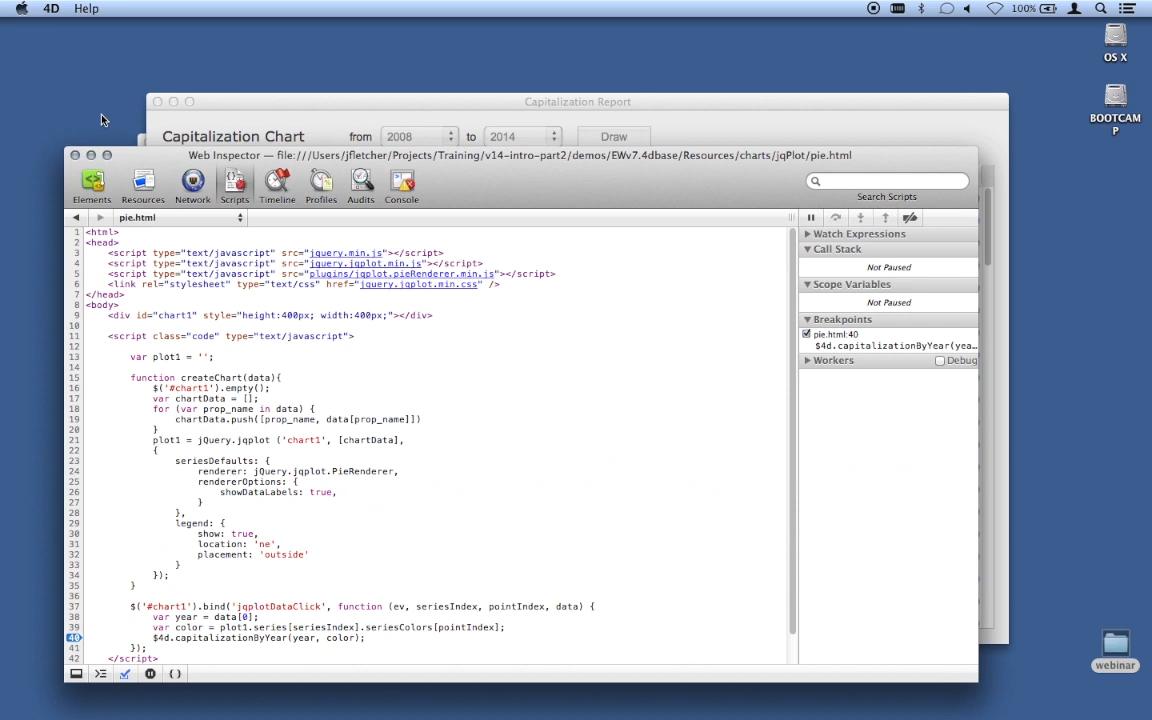 4D Help
100%
OS X
BOOTCAM
P
Capitalization Report
Capitalization Chart from 2008 to 2014 Draw
Web Inspector — file:///Users/jfletcher/Projects/Training/v14-intro-part2/demos/EWv7.4dbase/Resources/charts/jqPlot/pie.html
Elements Resources Network Scripts Timeline Profiles Audits Console
Search Scripts
pie.html
1 <html>
2 <head>
3 <script type="text/javascript" src="jquery.min.js"></script>
4 <script type="text/javascript" src="jquery.jqplot.min.js"></script>
5 <script type="text/javascript" src="plugins/jqplot.pieRenderer.min.js"></script>
6 <link rel="stylesheet" type="text/css" href="jquery.jqplot.min.css" />
7 </head>
8 <body>
9 <div id="chart1" style="height:400px; width:400px;"></div>
10
11 <script class="code" type="text/javascript">
12
13 var plot1 = '';
14
15 function createChart(data){
16 $('#chart1').empty();
17 var chartData = [];
18 for (var prop_name in data) {
19 chartData.push([prop_name, data[prop_name]])
20 }
21 plot1 = jQuery.jqplot ('chart1', [chartData],
22 {
23 seriesDefaults: {
24 renderer: jQuery.jqplot.PieRenderer,
25 rendererOptions: {
26 showDataLabels: true,
27 }
28 },
29 legend: {
30 show: true,
31 location: 'ne',
32 placement: 'outside'
33 }
34 });
35 }
36
37 $('#chart1').bind('jqplotDataClick', function (ev, seriesIndex, pointIndex, data) {
38 var year = data[0];
39 var color = plot1.series[seriesIndex].seriesColors[pointIndex];
40 $4d.capitalizationByYear(year, color);
41 });
42 </script>
Watch Expressions
Call Stack
Not Paused
Scope Variables
Not Paused
Breakpoints
pie.html:40
$4d.capitalizationByYear(yea...
Workers Debug
webinar